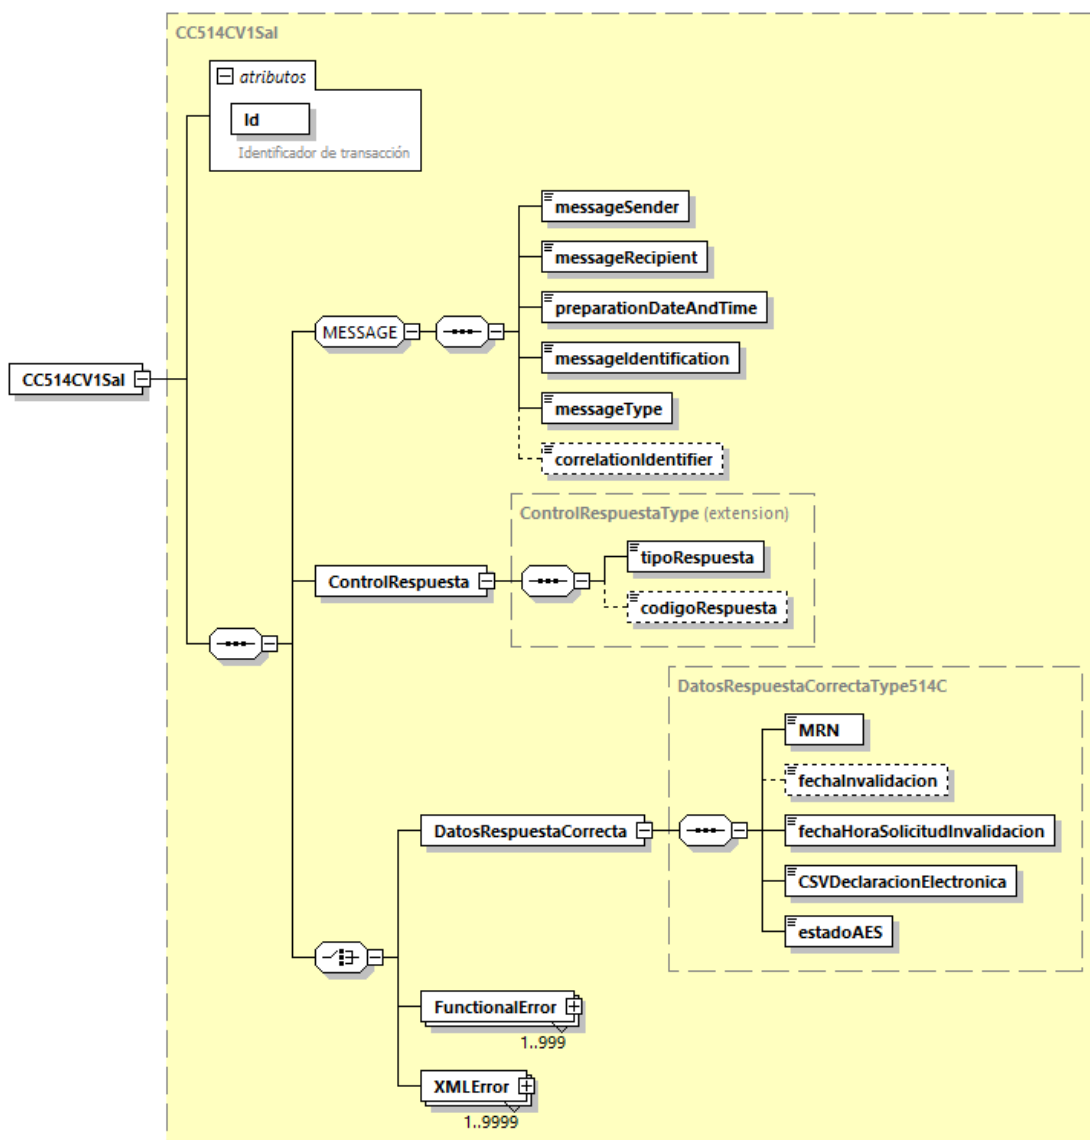 CC514CV1Sal
atributos
Id
Identificador de transacción
messageSender
messageRecipient
preparationDateAndTime
MESSAGE
messageIdentification
CC514CV1Sal
messageType
correlationIdentifier
ControlRespuestaType (extension)
tipoRespuesta
ControlRespuesta
codigoRespuesta
DatosRespuestaCorrectaType514C
MRN
fechaInvalidacion
DatosRespuestaCorrecta
fechaHoraSolicitudInvalidacion
CSVDeclaracionElectronica
estadoAES
FunctionalError
1..999
XMLError
1..9999